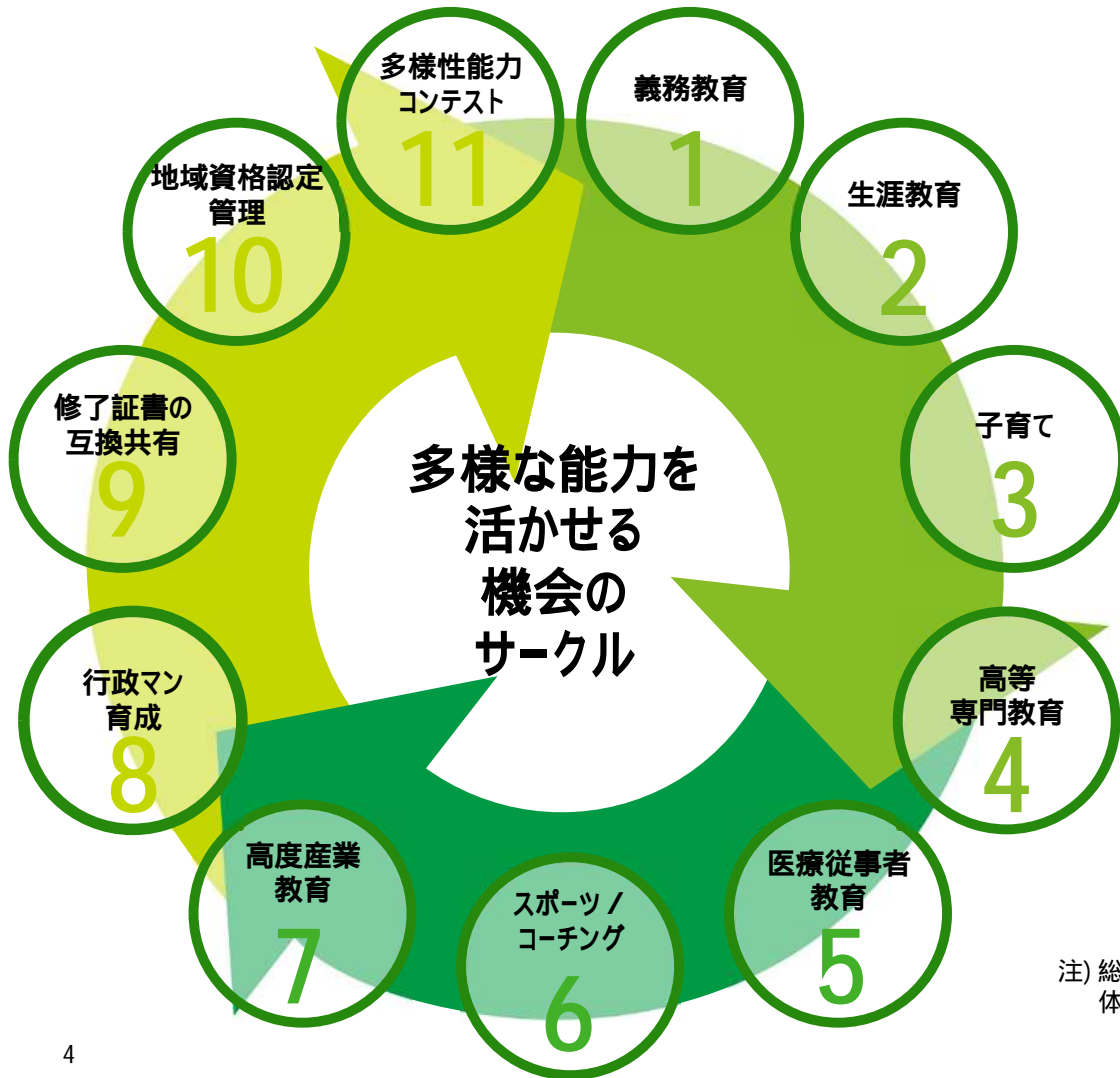 多様な能力を
活かせる
機会の
サークル
義務教育
1
生涯教育
2
子育て
3
高等
専門教育
4
医療従事者
教育
5
スポーツ /
コーチング
6
高度産業
教育
7
行政マン
育成
8
修了証書の
互換共有
9
地域資格認定
管理
10
多様性能力
コンテスト
11
注) 総
体
4